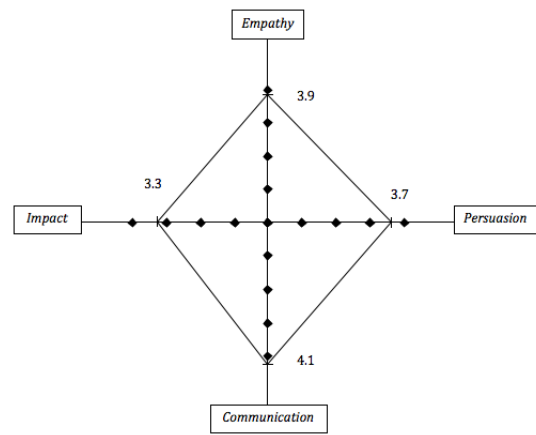 Empathy
3.9
3.3
3.7
Impact
Persuasion
4.1
Communication